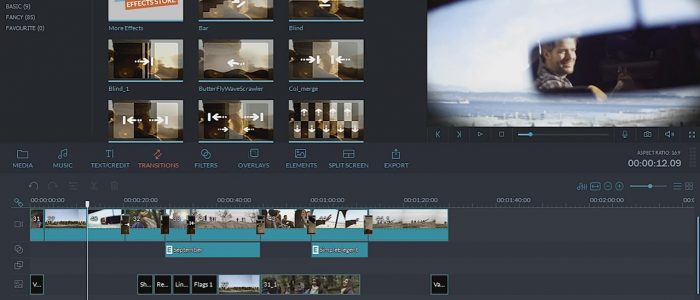 BASIC (9)
FANCY (85)
FAVOURITE (0)
EFFECTS STORE
More Effects
Bar
Blind
Blind_1
ButterFlyWaveScrawler
Col_merge
MEDIA
MUSIC
TEXT/CREDIT
TRANSITIONS
FILTERS
OVERLAYS
ELEMENTS
SPLIT SCREEN
EXPORT
ASPECT RATIO: 16:9
00:00:12.09
00:00:00:00
00:00:20:00
00:00:40:00
00:01:00:00
00:01:20:00
00:01:40:00
00:02:00:00
31
32
E September
E SimpleElegent
V...
Sh...
Re...
Lin...
Flags 1
31_1
Va...